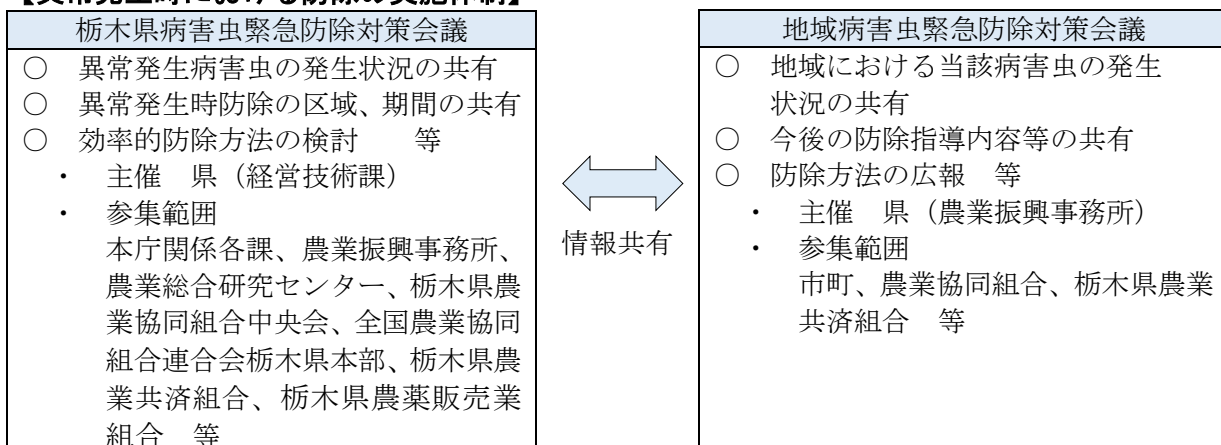 【異常発生時における防除の実施体制】
栃木県病害虫緊急防除対策会議
○ 異常発生病害虫の発生状況の共有
○ 異常発生時防除の区域、期間の共有
○ 効率的防除方法の検討 等
・ 主催 県(経営技術課)
・ 参集範囲
本庁関係各課、農業振興事務所、
農業総合研究センター、栃木県農
業協同組合中央会、全国農業協同
組合連合会栃木県本部、栃木県農
業共済組合、栃木県農薬販売業
組合 等
情報共有
地域病害虫緊急防除対策会議
○ 地域における当該病害虫の発生
状況の共有
○ 今後の防除指導内容等の共有
○ 防除方法の広報 等
・ 主催 県(農業振興事務所)
・ 参集範囲
市町、農業協同組合、栃木県農業
共済組合 等